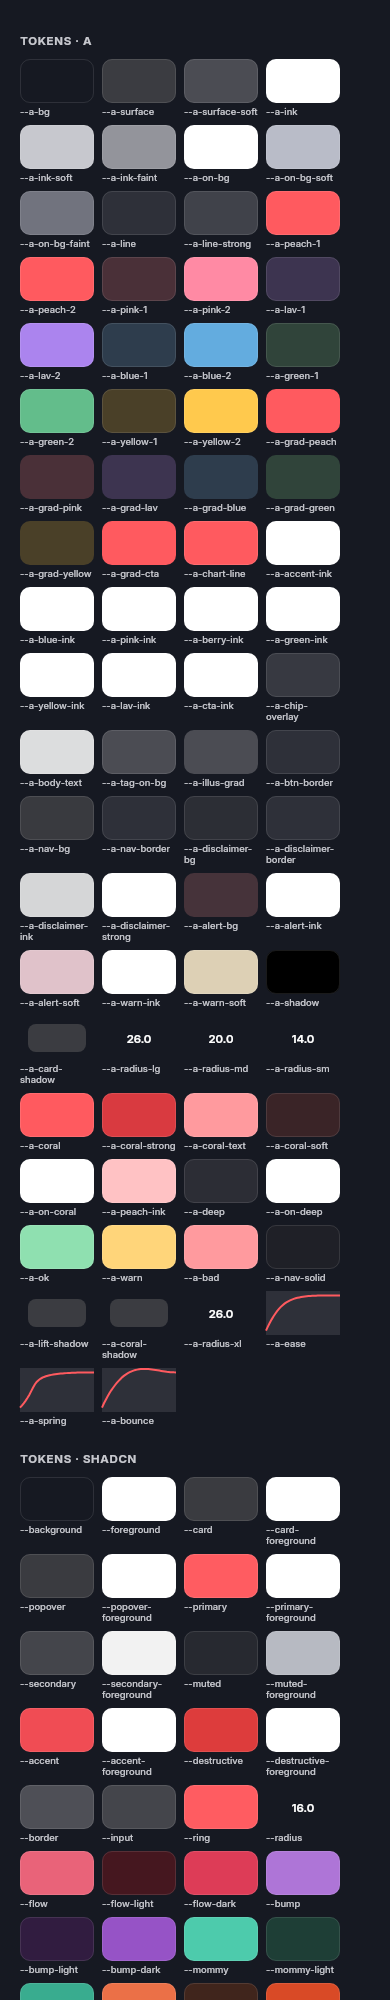 TOKENS · A
--a-bg
--a-surface
--a-surface-soft
--a-ink
--a-ink-soft
--a-ink-faint
--a-on-bg
--a-on-bg-soft
--a-on-bg-faint
--a-line
--a-line-strong
--a-peach-1
--a-peach-2
--a-pink-1
--a-pink-2
--a-lav-1
--a-lav-2
--a-blue-1
--a-blue-2
--a-green-1
--a-green-2
--a-yellow-1
--a-yellow-2
--a-grad-peach
--a-grad-pink
--a-grad-lav
--a-grad-blue
--a-grad-green
--a-grad-yellow
--a-grad-cta
--a-chart-line
--a-accent-ink
--a-blue-ink
--a-pink-ink
--a-berry-ink
--a-green-ink
--a-yellow-ink
--a-lav-ink
--a-cta-ink
--a-chip-
overlay
--a-body-text
--a-tag-on-bg
--a-illus-grad
--a-btn-border
--a-nav-bg
--a-nav-border
--a-disclaimer-
bg
--a-disclaimer-
border
--a-disclaimer-
ink
--a-disclaimer-
strong
--a-alert-bg
--a-alert-ink
--a-alert-soft
--a-warn-ink
--a-warn-soft
--a-shadow
--a-card-
shadow
26.0
--a-radius-lg
20.0
--a-radius-md
14.0
--a-radius-sm
--a-coral
--a-coral-strong
--a-coral-text
--a-coral-soft
--a-on-coral
--a-peach-ink
--a-deep
--a-on-deep
--a-ok
--a-warn
--a-bad
--a-nav-solid
--a-lift-shadow
--a-coral-
shadow
26.0
--a-radius-xl
--a-ease
--a-spring
--a-bounce
TOKENS · SHADCN
--background
--foreground
--card
--card-
foreground
--popover
--popover-
foreground
--primary
--primary-
foreground
--secondary
--secondary-
foreground
--muted
--muted-
foreground
--accent
--accent-
foreground
--destructive
--destructive-
foreground
--border
--input
--ring
16.0
--radius
--flow
--flow-light
--flow-dark
--bump
--bump-light
--bump-dark
--mommy
--mommy-light